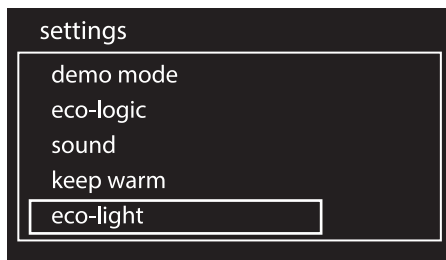 settings
demo mode
eco-logic
sound
keep warm
eco-light